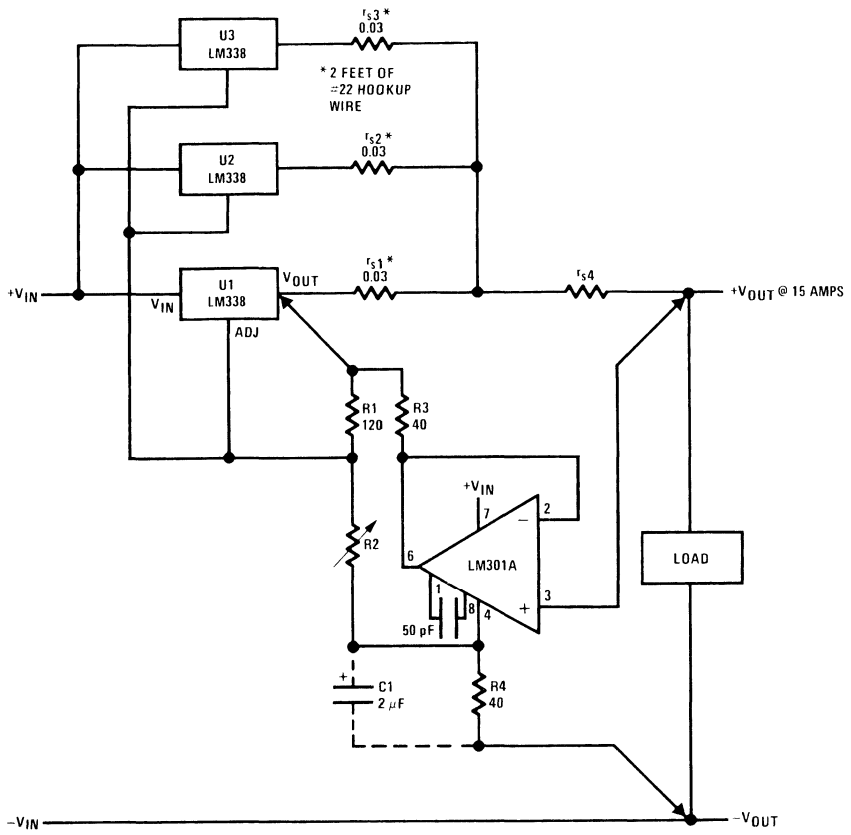 U3
LM338
rs3 *
0.03
* 2 FEET OF
#22 HOOKUP
WIRE
U2
LM338
rs2 *
0.03
+VIN
VIN
U1
LM338
VOUT
ADJ
rs1 *
0.03
rs4
+VOUT @ 15 AMPS
R1
120
R3
40
+VIN
7
2
−
R2
6
LM301A
LOAD
1
8
4
+
3
50 pF
+
C1
2 μF
R4
40
−VIN
−VOUT